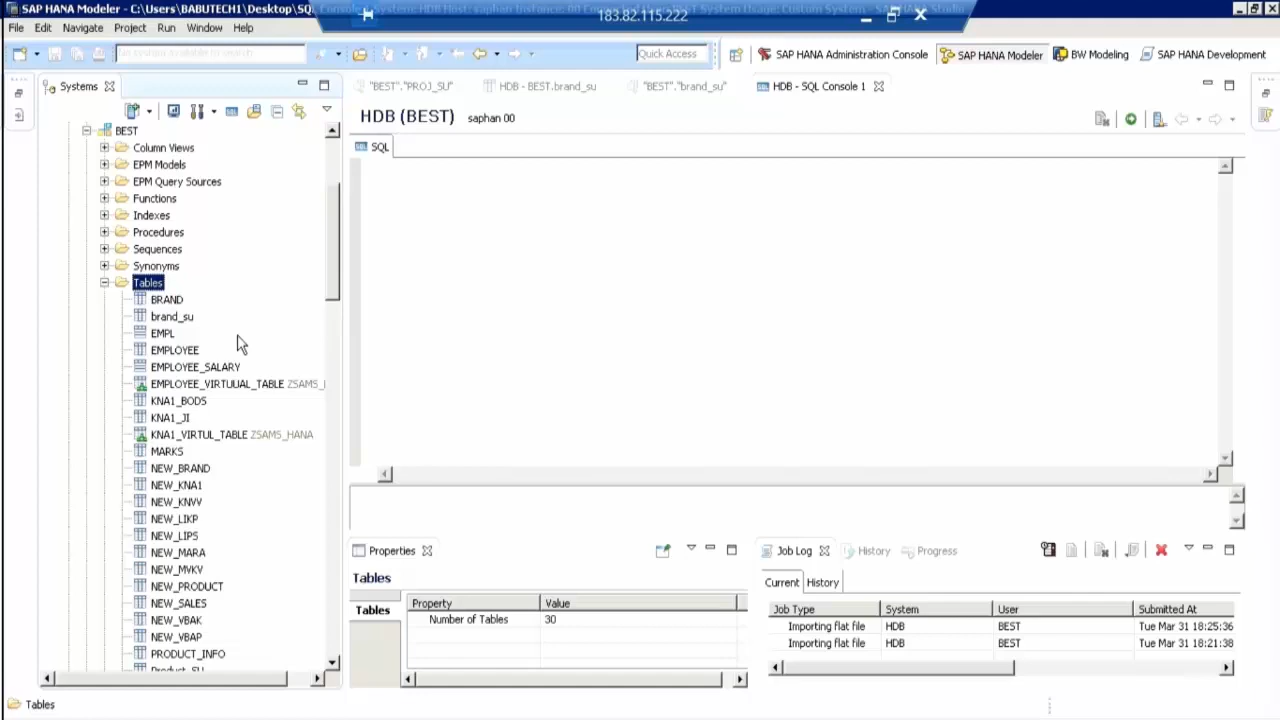 SAP HANA Modeler - C:\Users\BABUTECH1\Desktop\SQ
183.82.115.222
File Edit Navigate Project Run Window Help
Quick Access
SAP HANA Administration Console
SAP HANA Modeler
BW Modeling
SAP HANA Development
Systems
"BEST"."PROJ_SU"
HDB - BEST.brand_su
"BEST"."brand_su"
HDB - SQL Console 1
HDB (BEST) saphan 00
SQL
BEST
Column Views
EPM Models
EPM Query Sources
Functions
Indexes
Procedures
Sequences
Synonyms
Tables
BRAND
brand_su
EMPL
EMPLOYEE
EMPLOYEE_SALARY
EMPLOYEE_VIRTUUAL_TABLE ZSAMS_
KNA1_BODS
KNA1_JI
KNA1_VIRTUL_TABLE ZSAMS_HANA
MARKS
NEW_BRAND
NEW_KNA1
NEW_KNVV
NEW_LIKP
NEW_LIPS
NEW_MARA
NEW_MVKV
NEW_PRODUCT
NEW_SALES
NEW_VBAK
NEW_VBAP
PRODUCT_INFO
Product_SU
Tables
Properties
Tables
Tables
Property Value
Number of Tables 30
Job Log History Progress
Current History
Job Type System User Submitted At
Importing flat file HDB BEST Tue Mar 31 18:25:36
Importing flat file HDB BEST Tue Mar 31 18:21:38